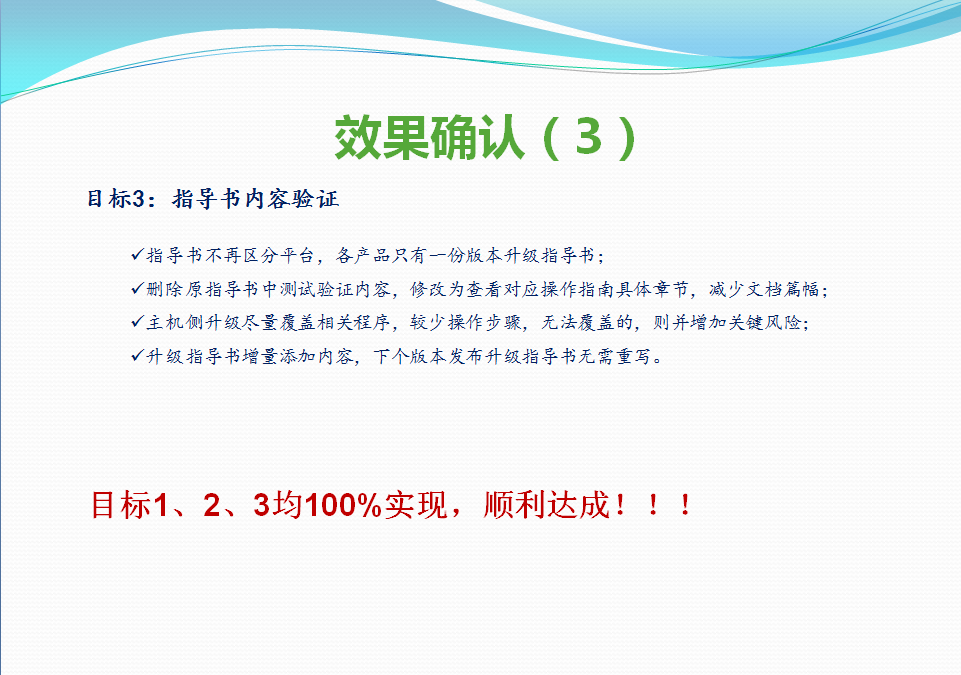 效果确认（3）
目标3：指导书内容验证
✓指导书不再区分平台，各产品只有一份版本升级指导书；
✓删除原指导书中测试验证内容，修改为查看对应操作指南具体章节，减少文档篇幅；
✓主机侧升级尽量覆盖相关程序，较少操作步骤，无法覆盖的，则并增加关键风险；
✓升级指导书增量添加内容，下个版本发布升级指导书无需重写。
目标1、2、3均100%实现，顺利达成！！！